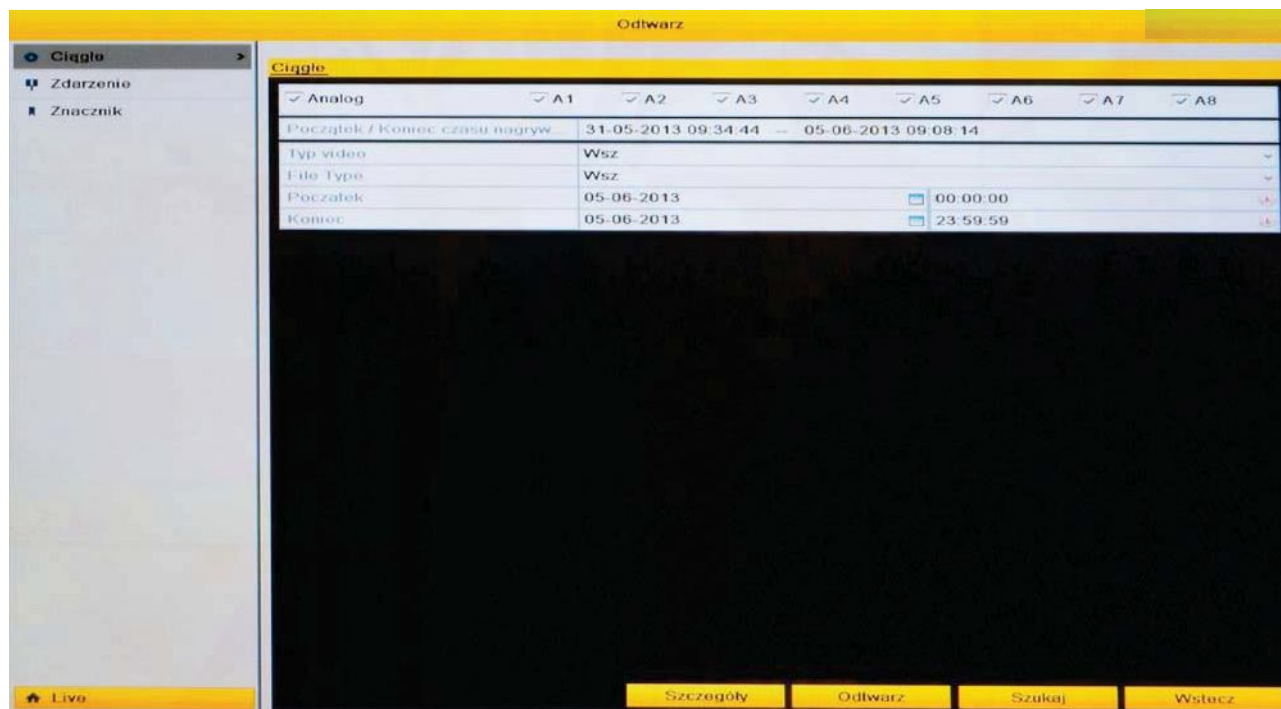 Odtwarz
Ciągłe
Zdarzenie
Znacznik
Ciągłe
Analog A1 A2 A3 A4 A5 A6 A7 A8
Początek / Koniec czasu nagryw 31-05-2013 09:34:44 -- 05-06-2013 09:08:14
Typ video Wsz
File Type Wsz
Początek 05-06-2013 00:00:00
Koniec 05-06-2013 23:59:59
Live Szczegóły Odtwarz Szukaj Wstecz